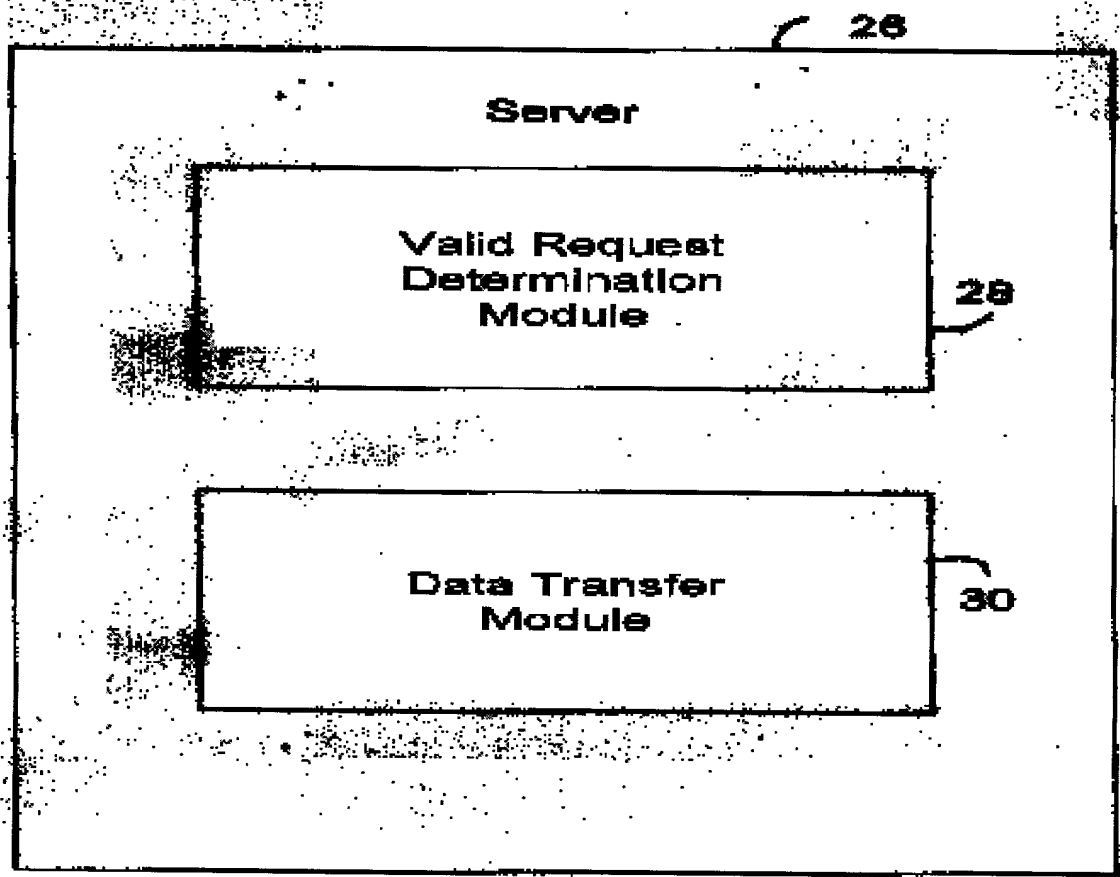 26
Server
Valid Request
Determination
Module
28
Data Transfer
Module
30